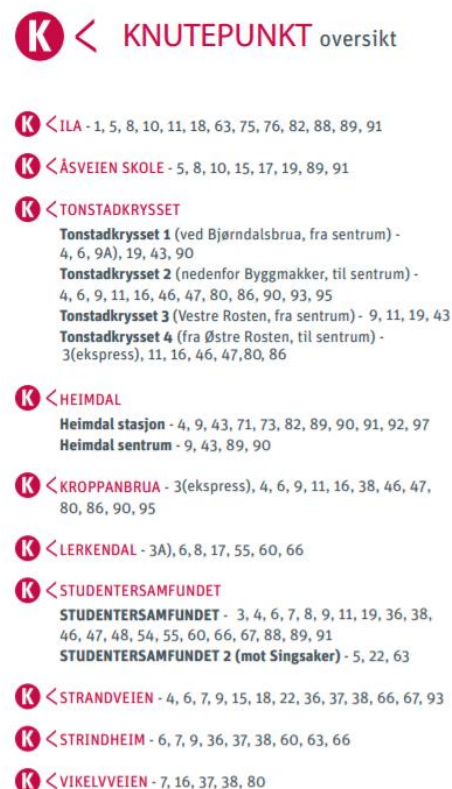 K < KNUTEPUNKT oversikt
K < ILA - 1, 5, 8, 10, 11, 18, 63, 75, 76, 82, 88, 89, 91
K < ÅSVEIEN SKOLE - 5, 8, 10, 15, 17, 19, 89, 91
K < TONSTADKRYSSET
Tonstadkrysset 1 (ved Bjørndalsbrua, fra sentrum) -
4, 6, 9A), 19, 43, 90
Tonstadkrysset 2 (nedenfor Byggmakker, til sentrum) -
4, 6, 9, 11, 16, 46, 47, 80, 86, 90, 93, 95
Tonstadkrysset 3 (Vestre Rosten, fra sentrum) - 9, 11, 19, 43
Tonstadkrysset 4 (fra Østre Rosten, til sentrum) -
3(ekspress), 11, 16, 46, 47,80, 86
K < HEIMDAL
Heimdal stasjon - 4, 9, 43, 71, 73, 82, 89, 90, 91, 92, 97
Heimdal sentrum - 9, 43, 89, 90
K < KROPPANBRUA - 3(ekspress), 4, 6, 9, 11, 16, 38, 46, 47,
80, 86, 90, 95
K < LERKENDAL - 3A), 6, 8, 17, 55, 60, 66
K < STUDENTERSAMFUNDET
STUDENTERSAMFUNDET - 3, 4, 6, 7, 8, 9, 11, 19, 36, 38,
46, 47, 48, 54, 55, 60, 66, 67, 88, 89, 91
STUDENTERSAMFUNDET 2 (mot Singsaker) - 5, 22, 63
K < STRANDVEIEN - 4, 6, 7, 9, 15, 18, 22, 36, 37, 38, 66, 67, 93
K < STRINDHEIM - 6, 7, 9, 36, 37, 38, 60, 63, 66
K < VIKELVVEIEN - 7, 16, 37, 38, 80